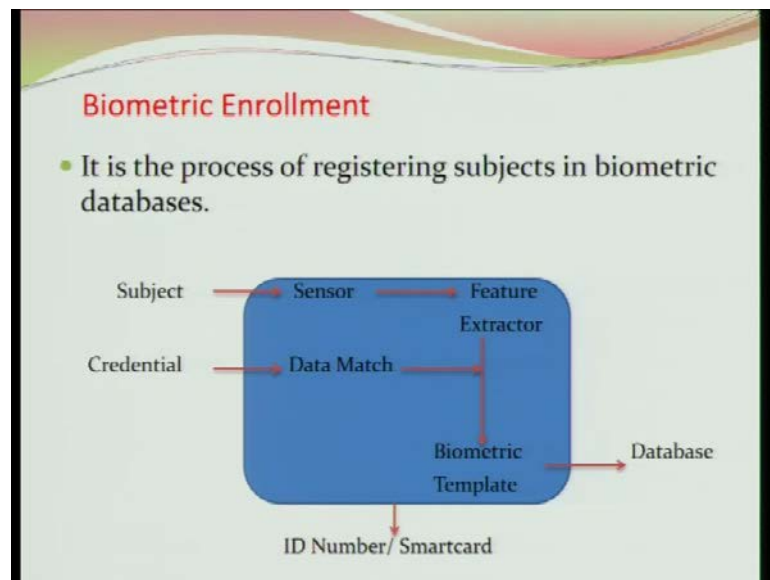 Biometric Enrollment
• It is the process of registering subjects in biometric
databases.
Subject Sensor Feature
Extractor
Credential Data Match
Biometric Database
Template
ID Number/ Smartcard